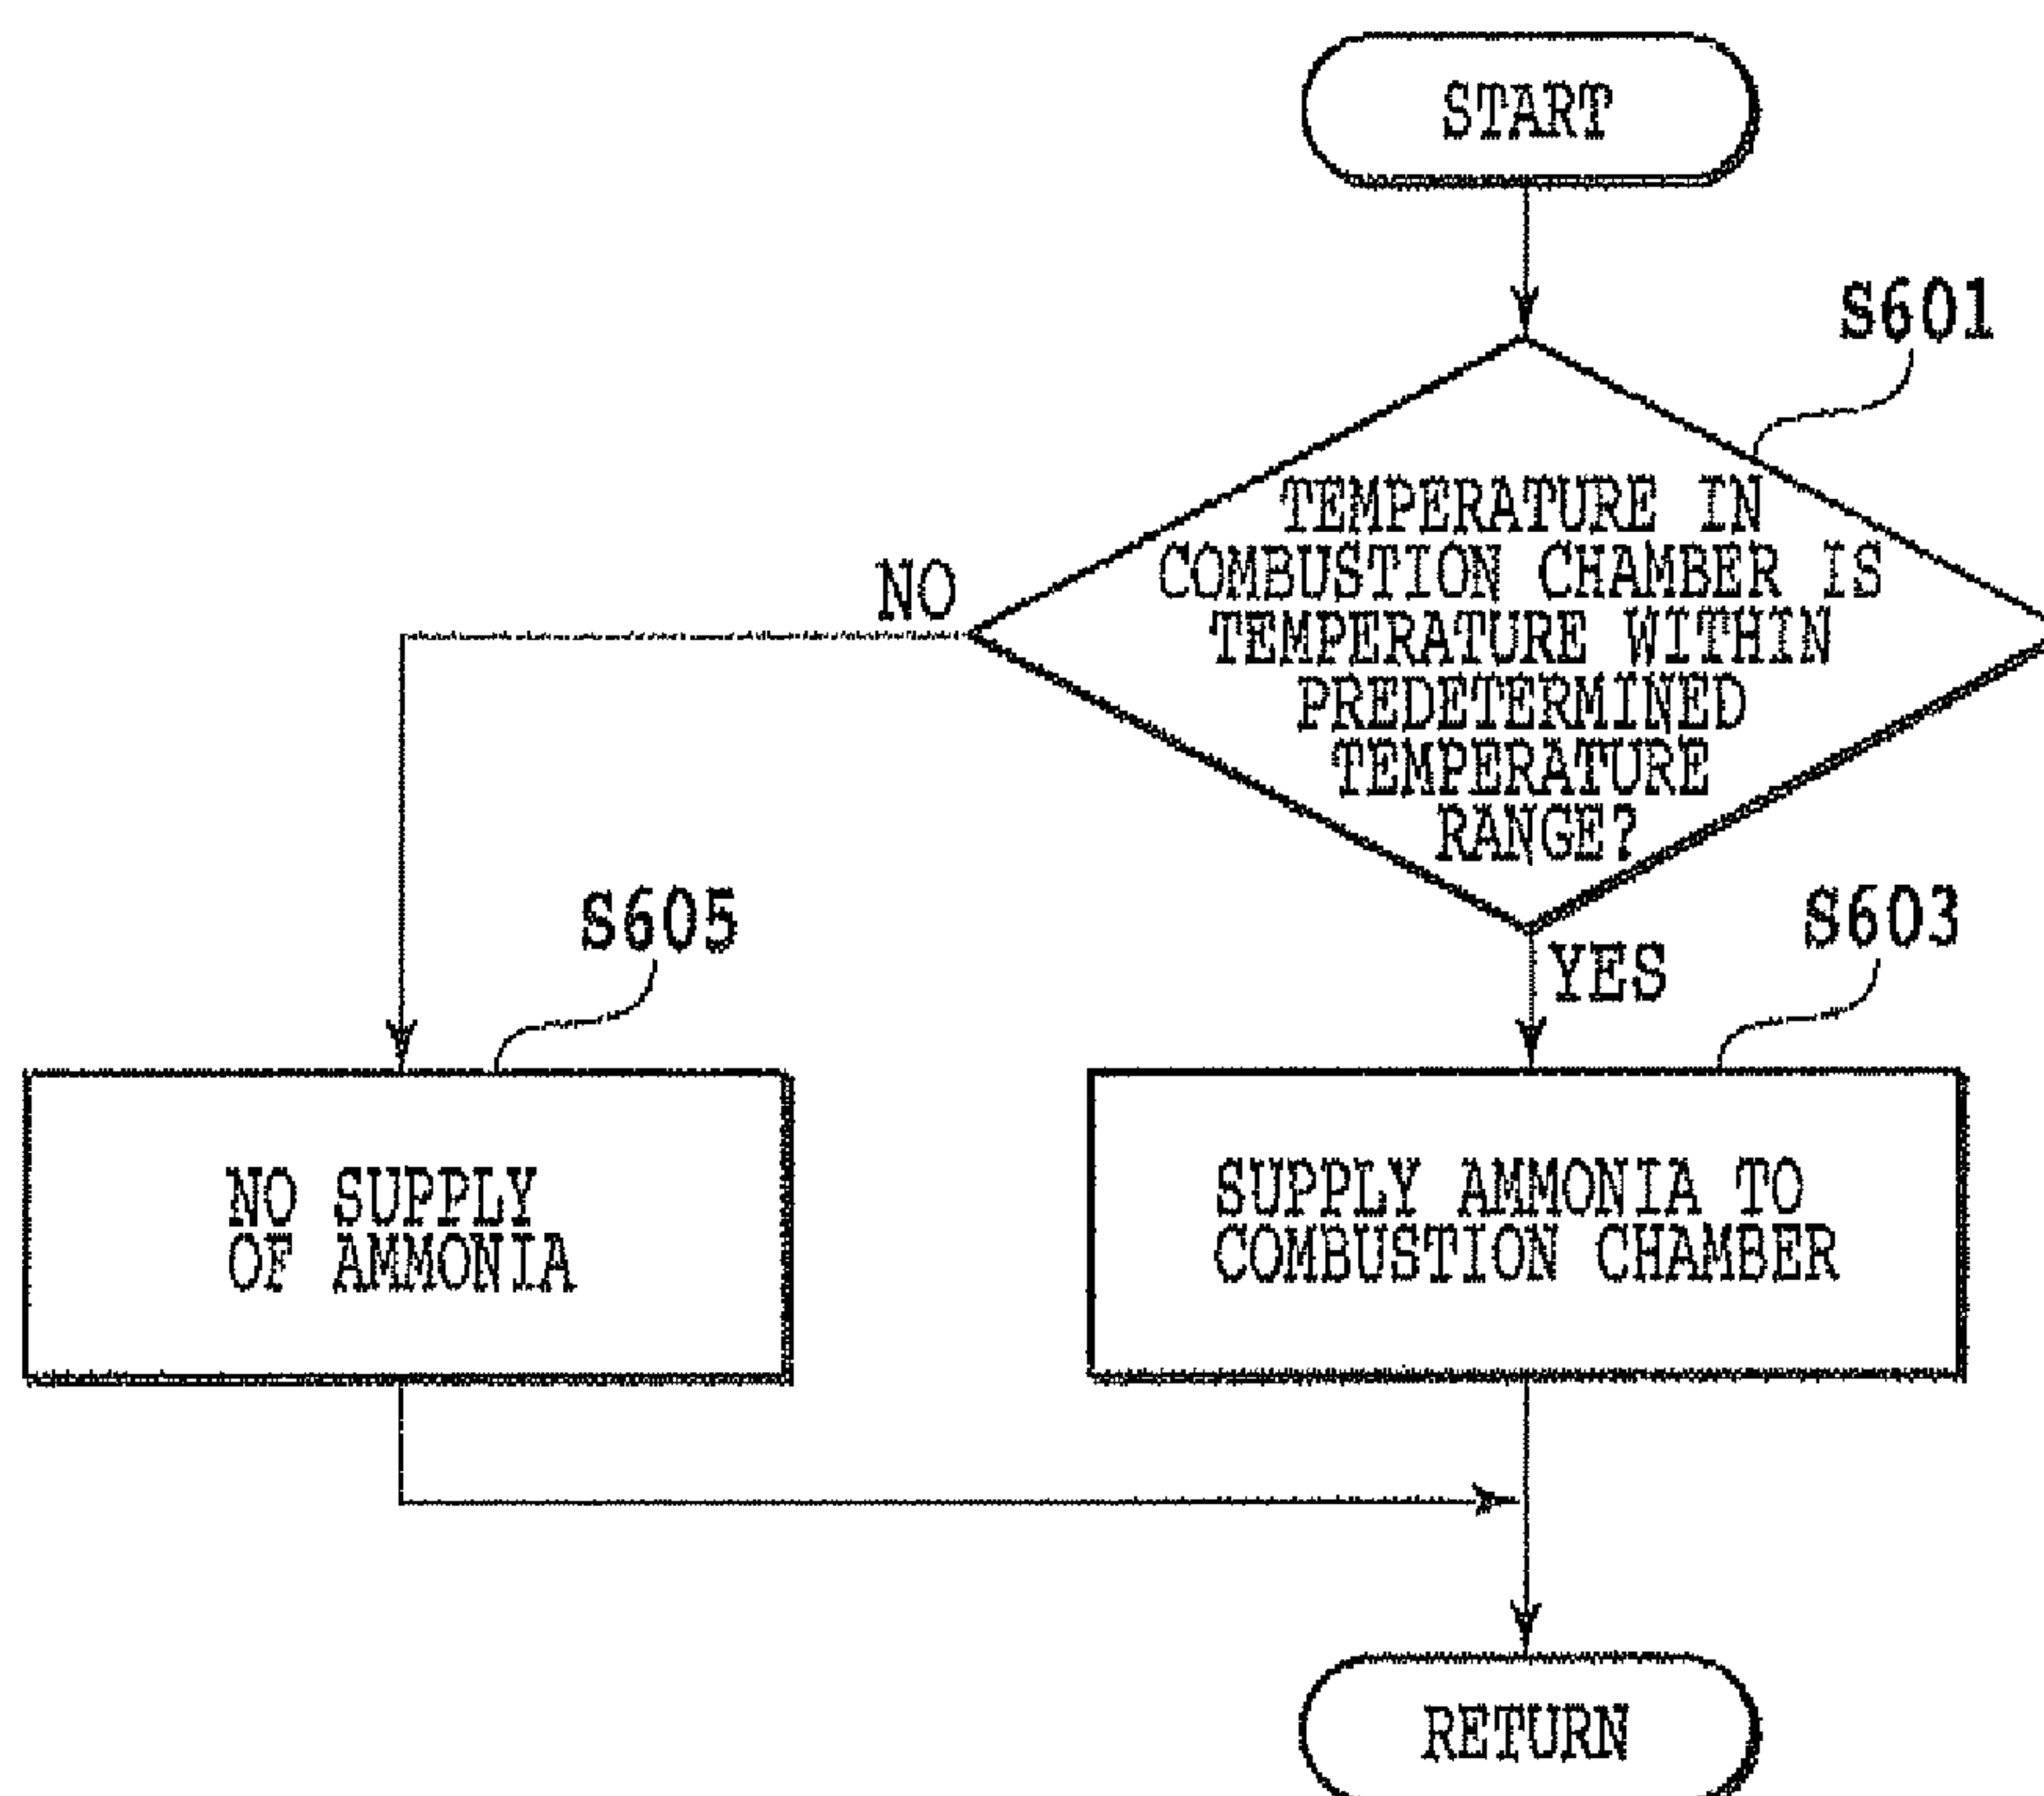 START
S601
TEMPERATURE IN
COMBUSTION CHAMBER IS
TEMPERATURE WITHIN
PREDETERMINED
TEMPERATURE
RANGE?
NO
YES
S605
S603
NO SUPPLY
OF AMMONIA
SUPPLY AMMONIA TO
COMBUSTION CHAMBER
RETURN